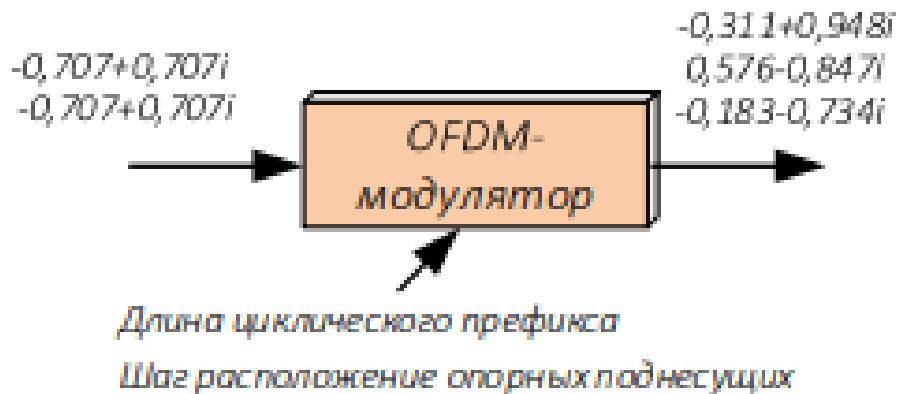 -0,707+0,707i
-0,707+0,707i
-0,311+0,948i
0,576-0,847i
-0,183-0,734i
OFDM-
модулятор
Длина циклического префикса
Шаг расположение опорных поднесущих